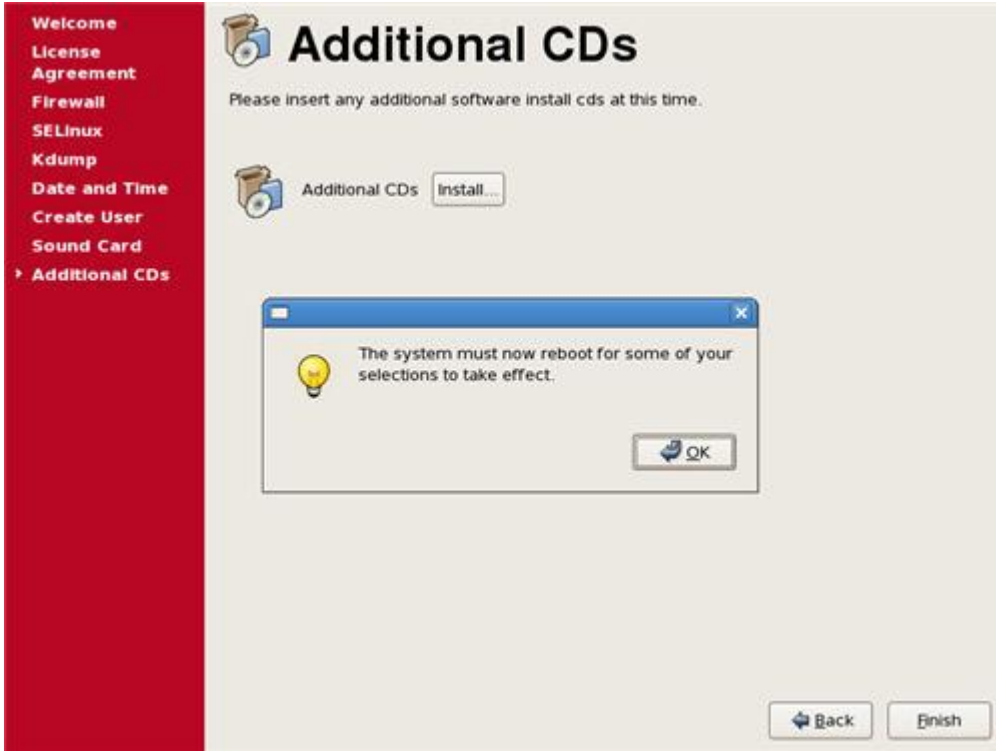 Welcome
License
Agreement
Firewall
SELinux
Kdump
Date and Time
Create User
Sound Card
Additional CDs
Additional CDs
Please insert any additional software install cds at this time.
Additional CDs Install...
The system must now reboot for some of your
selections to take effect.
OK
Back Finish